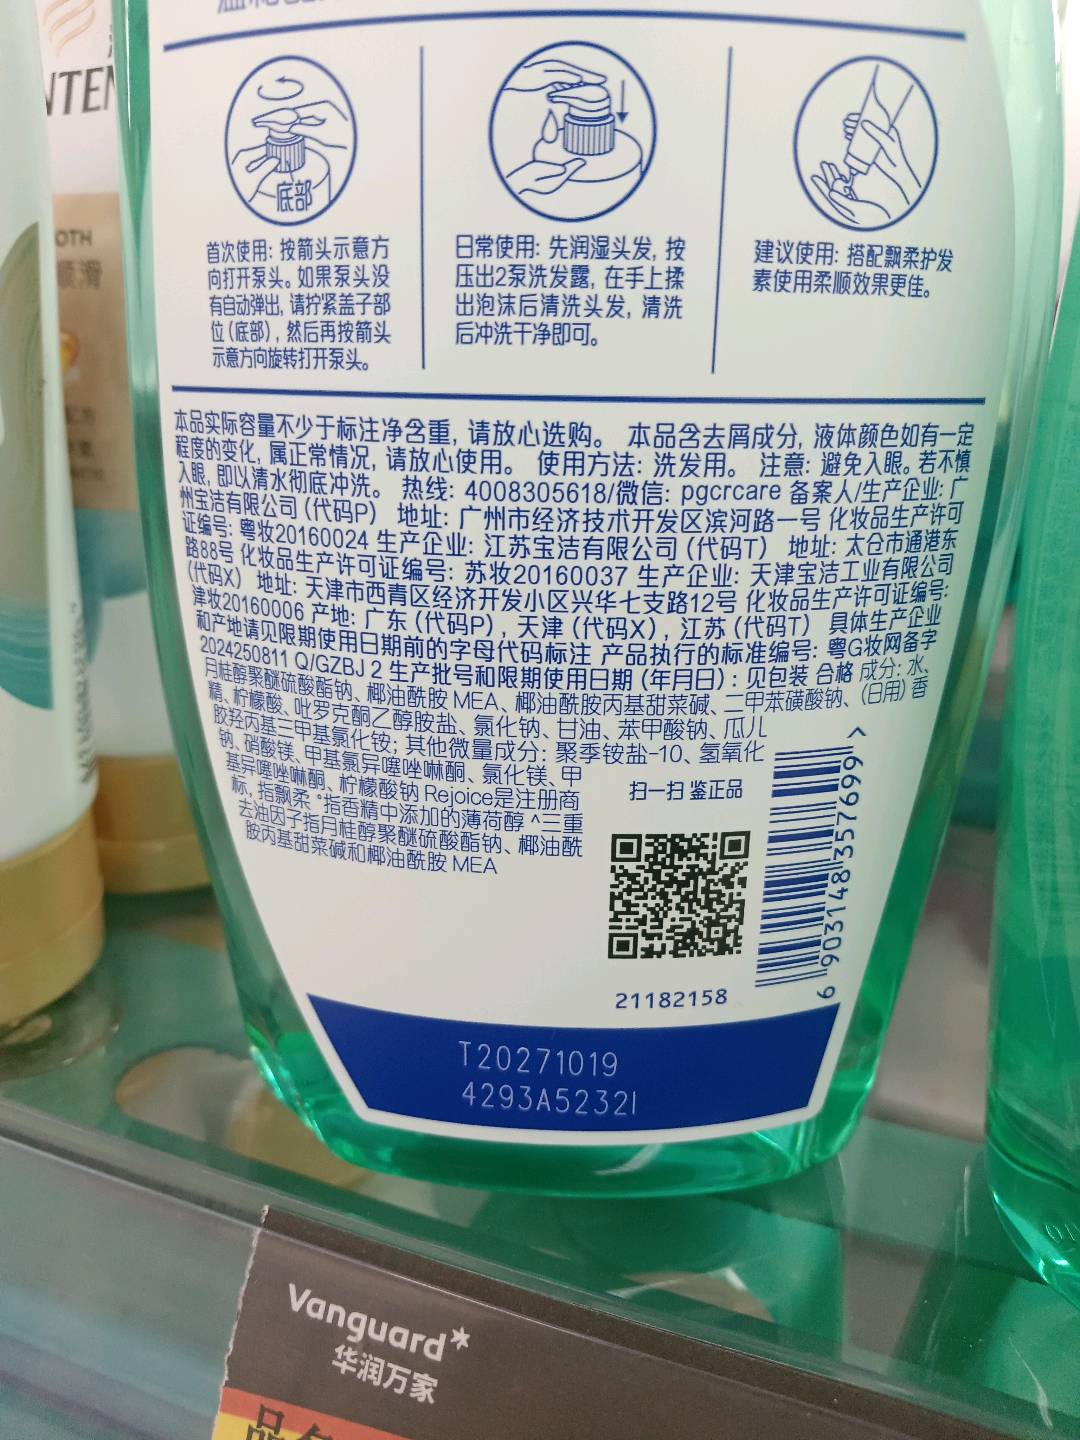 NTEN
OTH
顺滑
底部
首次使用: 按箭头示意方
向打开泵头。如果泵头没
有自动弹出, 请拧紧盖子部
位 (底部), 然后再按箭头
示意方向旋转打开泵头。
日常使用: 先润湿头发, 按
压出2泵洗发露, 在手上揉
出泡沫后清洗头发, 清洗
后冲洗干净即可。
建议使用: 搭配飘柔护发
素使用柔顺效果更佳。
本品实际容量不少于标注净含量, 请放心选购。 本品含去屑成分, 液体颜色如有一定
程度的变化, 属正常情况, 请放心使用。 使用方法: 洗发用。 注意: 避免入眼。若不慎
入眼, 即以清水彻底冲洗。 热线: 4008305618/微信: pgcrcare 备案人/生产企业: 广
州宝洁有限公司 (代码P) 地址: 广州市经济技术开发区滨河路一号 化妆品生产许可
证编号: 粤妆20160024 生产企业: 江苏宝洁有限公司 (代码T) 地址: 太仓市通港东
路88号 化妆品生产许可证编号: 苏妆20160037 生产企业: 天津宝洁工业有限公司
(代码X) 地址: 天津市西青区经济开发小区兴华七支路12号 化妆品生产许可证编号:
津妆20160006 产地: 广东 (代码P), 天津 (代码X), 江苏 (代码T) 具体生产企业
和产地请见限期使用日期前的字母代码标注 产品执行的标准编号: 粤G妆网备字
2024250811 Q/GZBJ 2 生产批号和限期使用日期 (年月日) : 见包装 合格 成分: 水、
月桂醇聚醚硫酸酯钠、椰油酰胺 MEA、椰油酰胺丙基甜菜碱、二甲苯磺酸钠、(日用) 香
精、柠檬酸、吡罗克酮乙醇胺盐、氯化钠、甘油、苯甲酸钠、瓜儿
胶羟丙基三甲基氯化铵; 其他微量成分: 聚季铵盐-10、氢氧化
钠、硝酸镁、甲基氯异噻唑啉酮、氯化镁、甲
基异噻唑啉酮、柠檬酸钠 Rejoice是注册商
标, 指飘柔 °指香精中添加的薄荷醇 ^三重
去油因子指月桂醇聚醚硫酸酯钠、椰油酰
胺丙基甜菜碱和椰油酰胺 MEA
扫一扫 鉴正品
21182158
6 903148 357699 >
T20271019
4293A5232I
Vanguard
华润万家